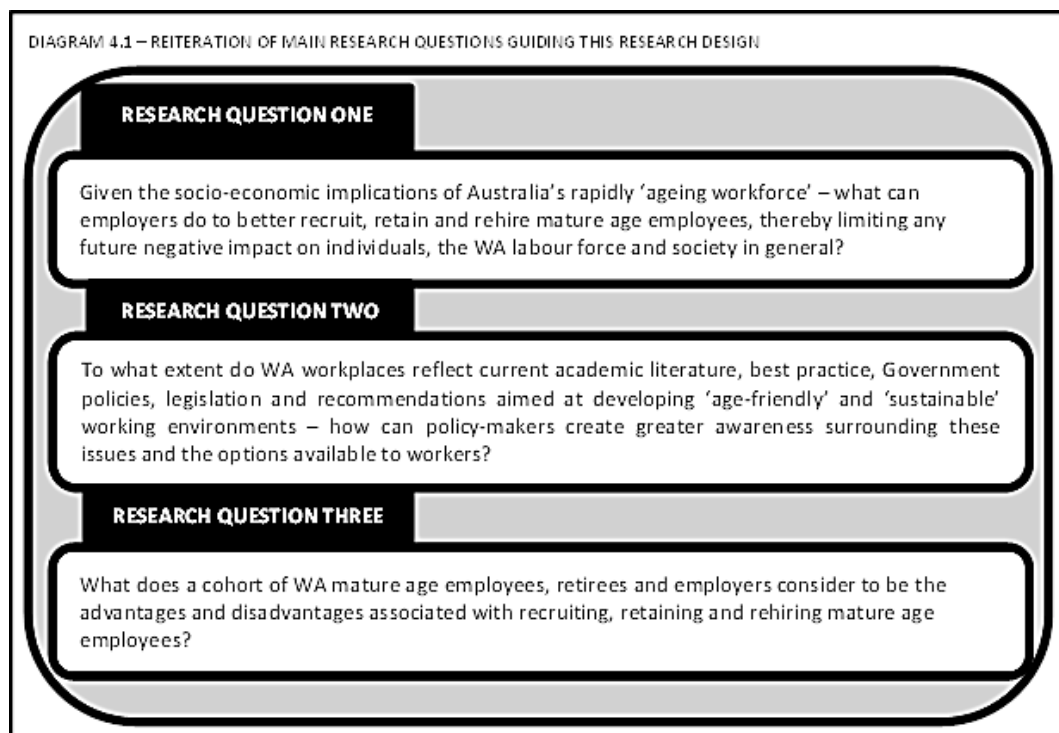 DIAGRAM 4.1 – REITERATION OF MAIN RESEARCH QUESTIONS GUIDING THIS RESEARCH DESIGN
RESEARCH QUESTION ONE
Given the socio-economic implications of Australia's rapidly 'ageing workforce' – what can
employers do to better recruit, retain and rehire mature age employees, thereby limiting any
future negative impact on individuals, the WA labour force and society in general?
RESEARCH QUESTION TWO
To what extent do WA workplaces reflect current academic literature, best practice, Government
policies, legislation and recommendations aimed at developing 'age-friendly' and 'sustainable'
working environments – how can policy-makers create greater awareness surrounding these
issues and the options available to workers?
RESEARCH QUESTION THREE
What does a cohort of WA mature age employees, retirees and employers consider to be the
advantages and disadvantages associated with recruiting, retaining and rehiring mature age
employees?